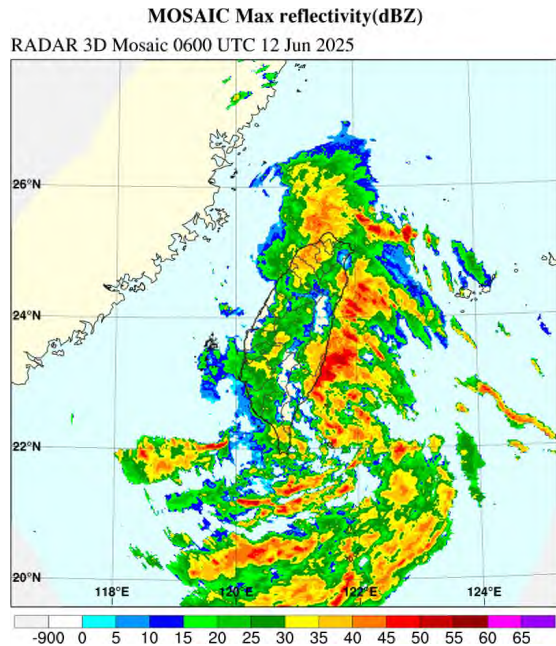 MOSAIC Max reflectivity(dBZ)
RADAR 3D Mosaic 0600 UTC 12 Jun 2025
26°N
24°N
22°N
20°N
118°E 120°E 122°E 124°E
-900 0 5 10 15 20 25 30 35 40 45 50 55 60 65